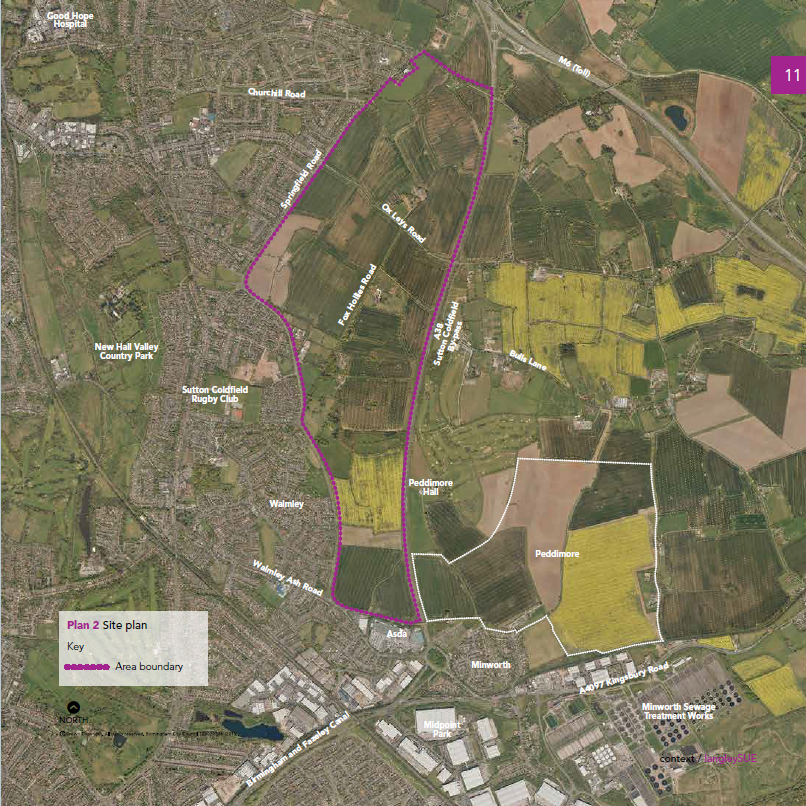 Good Hope
Hospital
M6 (Toll)
11
Churchill Road
Springfield Road
Ox Leys Road
Fox Hollies Road
A38
Sutton Coldfield
By-pass
New Hall Valley
Country Park
Bulls Lane
Sutton Coldfield
Rugby Club
Peddimore
Hall
Walmley
Peddimore
Walmley Ash Road
Plan 2 Site plan
Key
Area boundary
Asda
Minworth
A4097 Kingsbury Road
NORTH
Minworth Sewage
Treatment Works
Midpoint
Park
Birmingham and Fazeley Canal
context / langleySUE